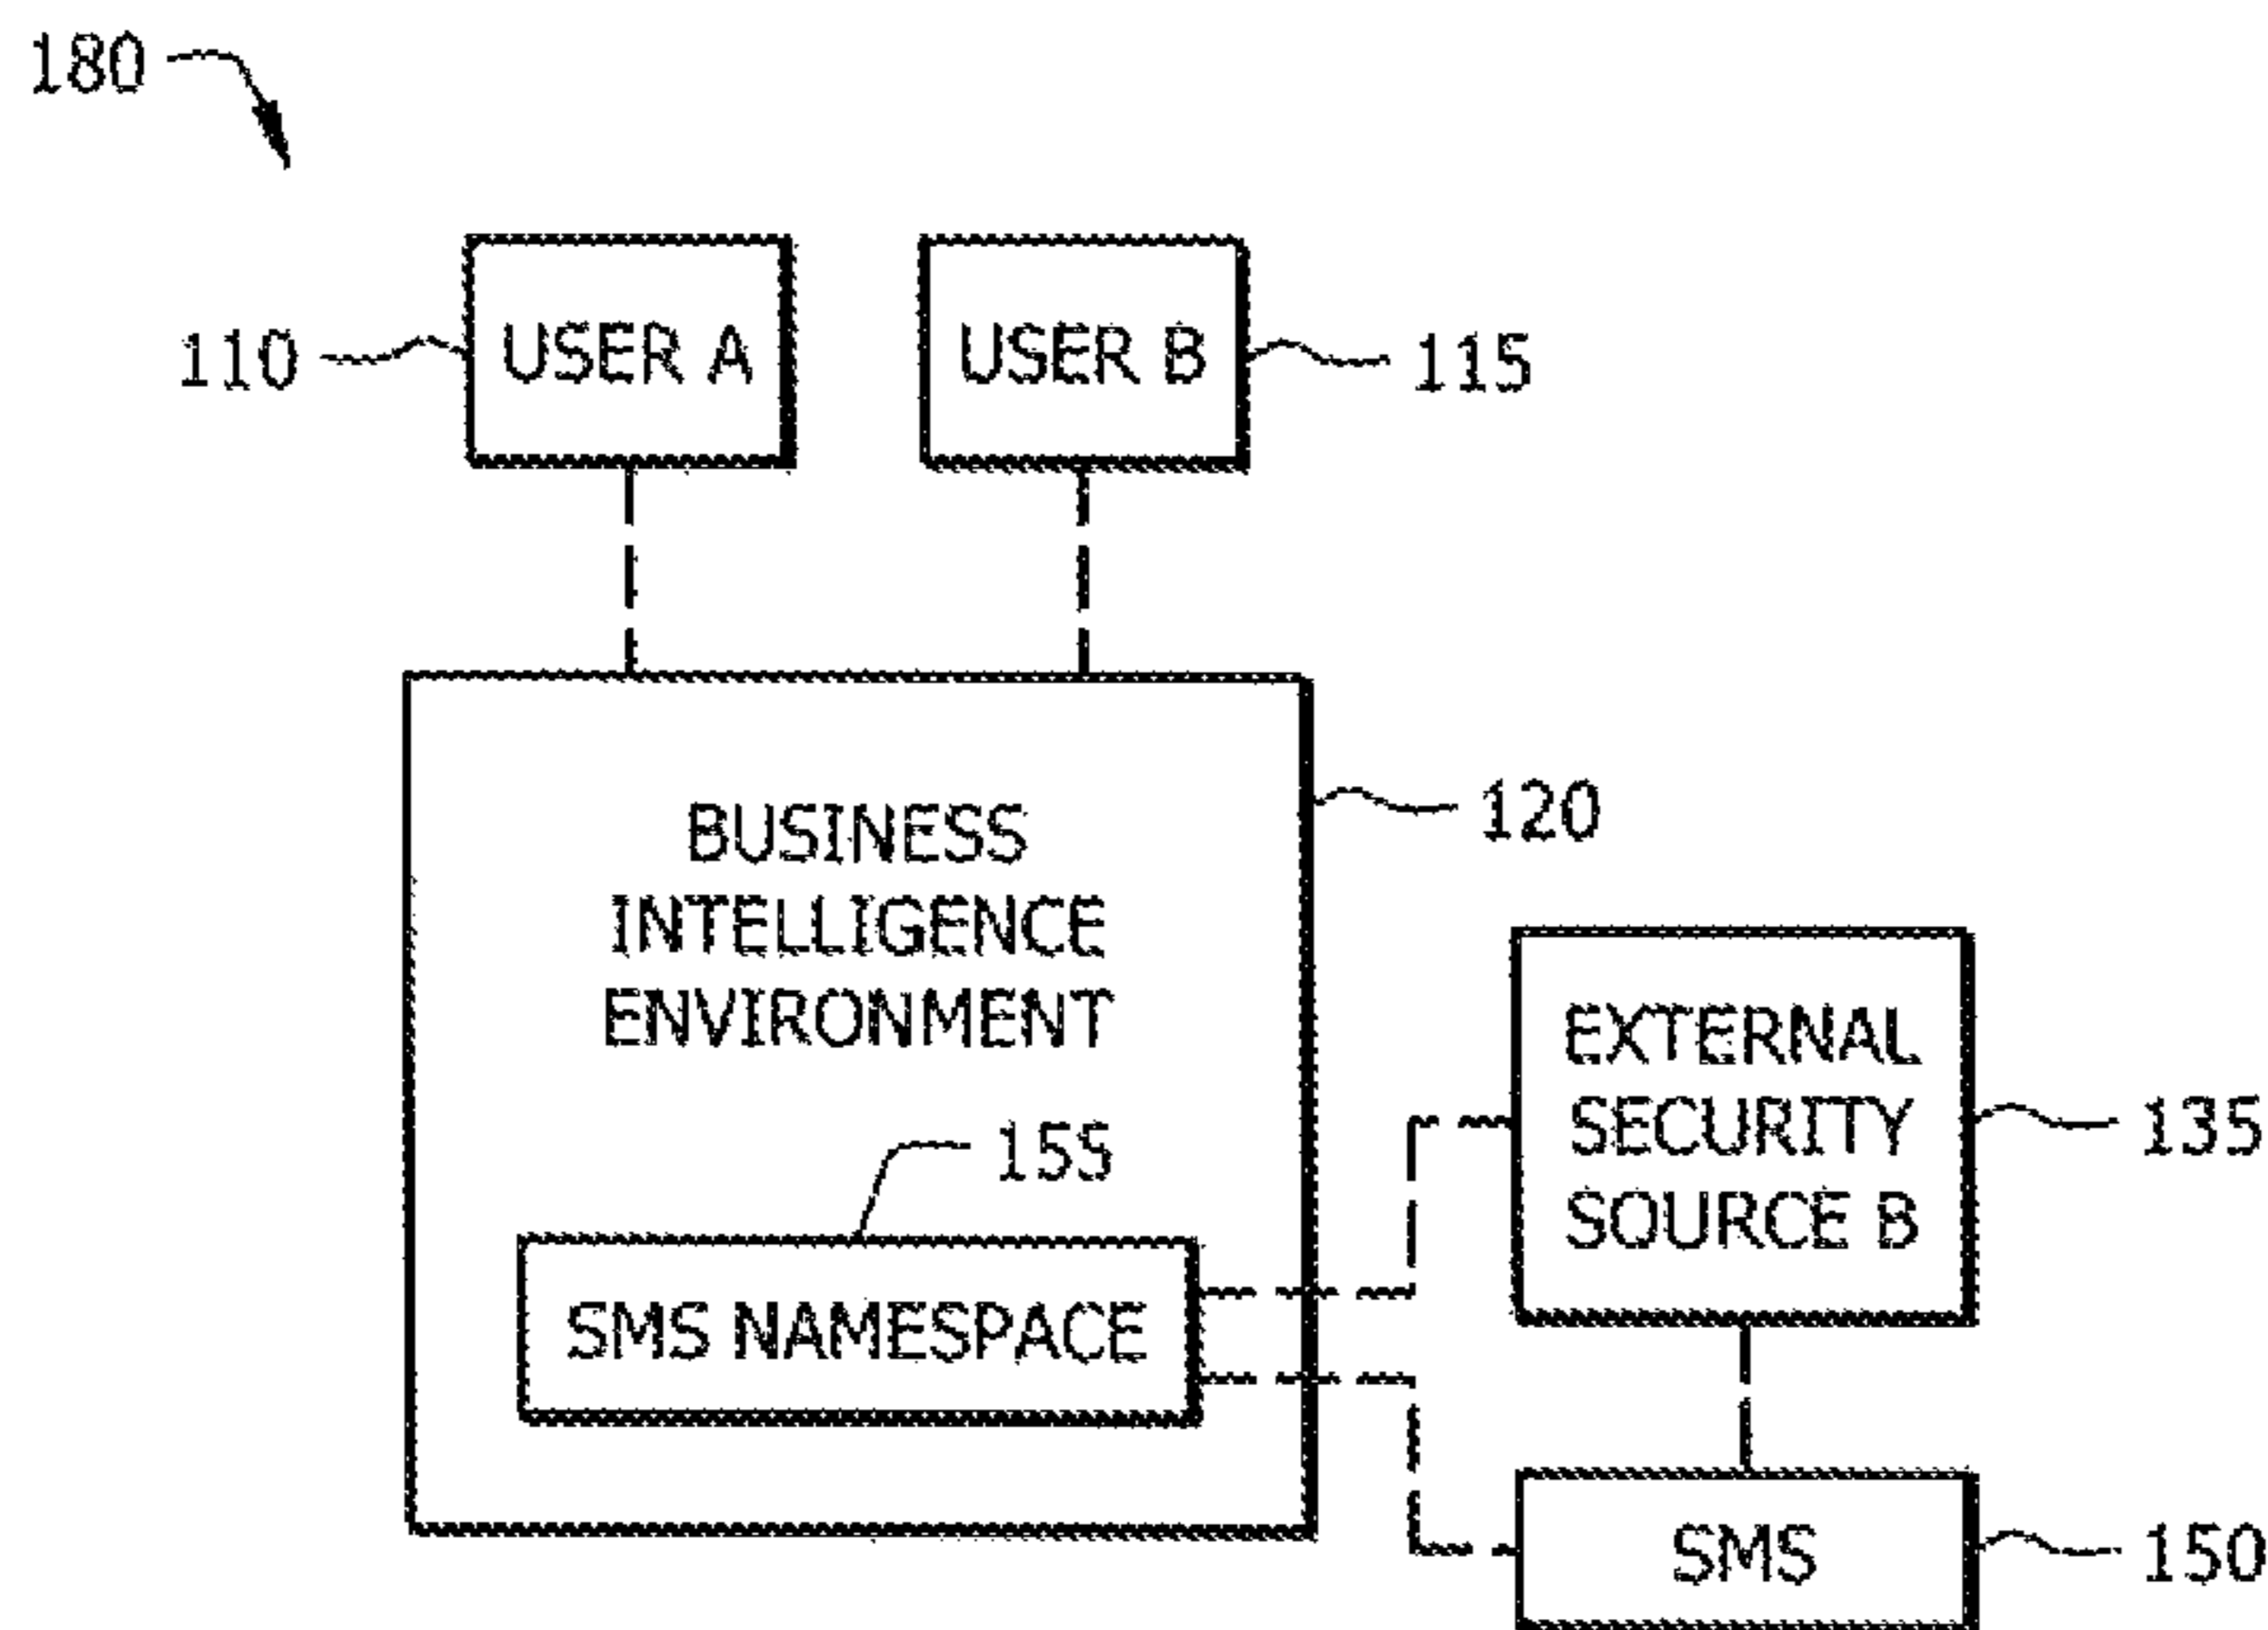 180
110
USER A
USER B
115
BUSINESS
INTELLIGENCE
ENVIRONMENT
120
155
SMS NAMESPACE
EXTERNAL
SECURITY
SOURCE B
135
SMS
150